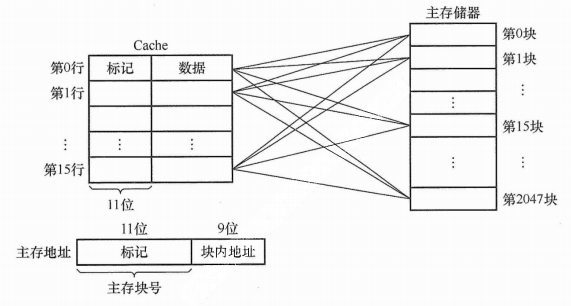 主存储器
Cache
第0行 标记 数据 第0块
第1行 第1块
⋮ ⋮
⋮ ⋮ ⋮ 第15块
第15行 ⋮ ⋮
11位 第2047块
11位 9位
主存地址 标记 块内地址
主存块号